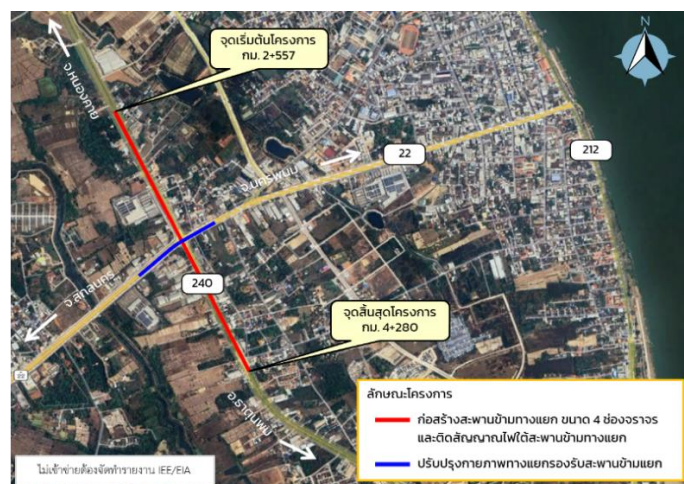 N
จุดเริ่มต้นโครงการ
กม. 2+557
จ.หนองคาย
22
212
จ.นครพนม
240
จ.สกลนคร
22
จุดสิ้นสุดโครงการ
กม. 4+280
อ.ธาตุพนม
ลักษณะโครงการ
ก่อสร้างสะพานข้ามทางแยก ขนาด 4 ช่องจราจร
และติดสัญญาณไฟใต้สะพานข้ามทางแยก
ปรับปรุงกายภาพทางแยกรองรับสะพานข้ามแยก
ไม่เข้าข่ายต้องจัดทำรายงาน IEE/EIA